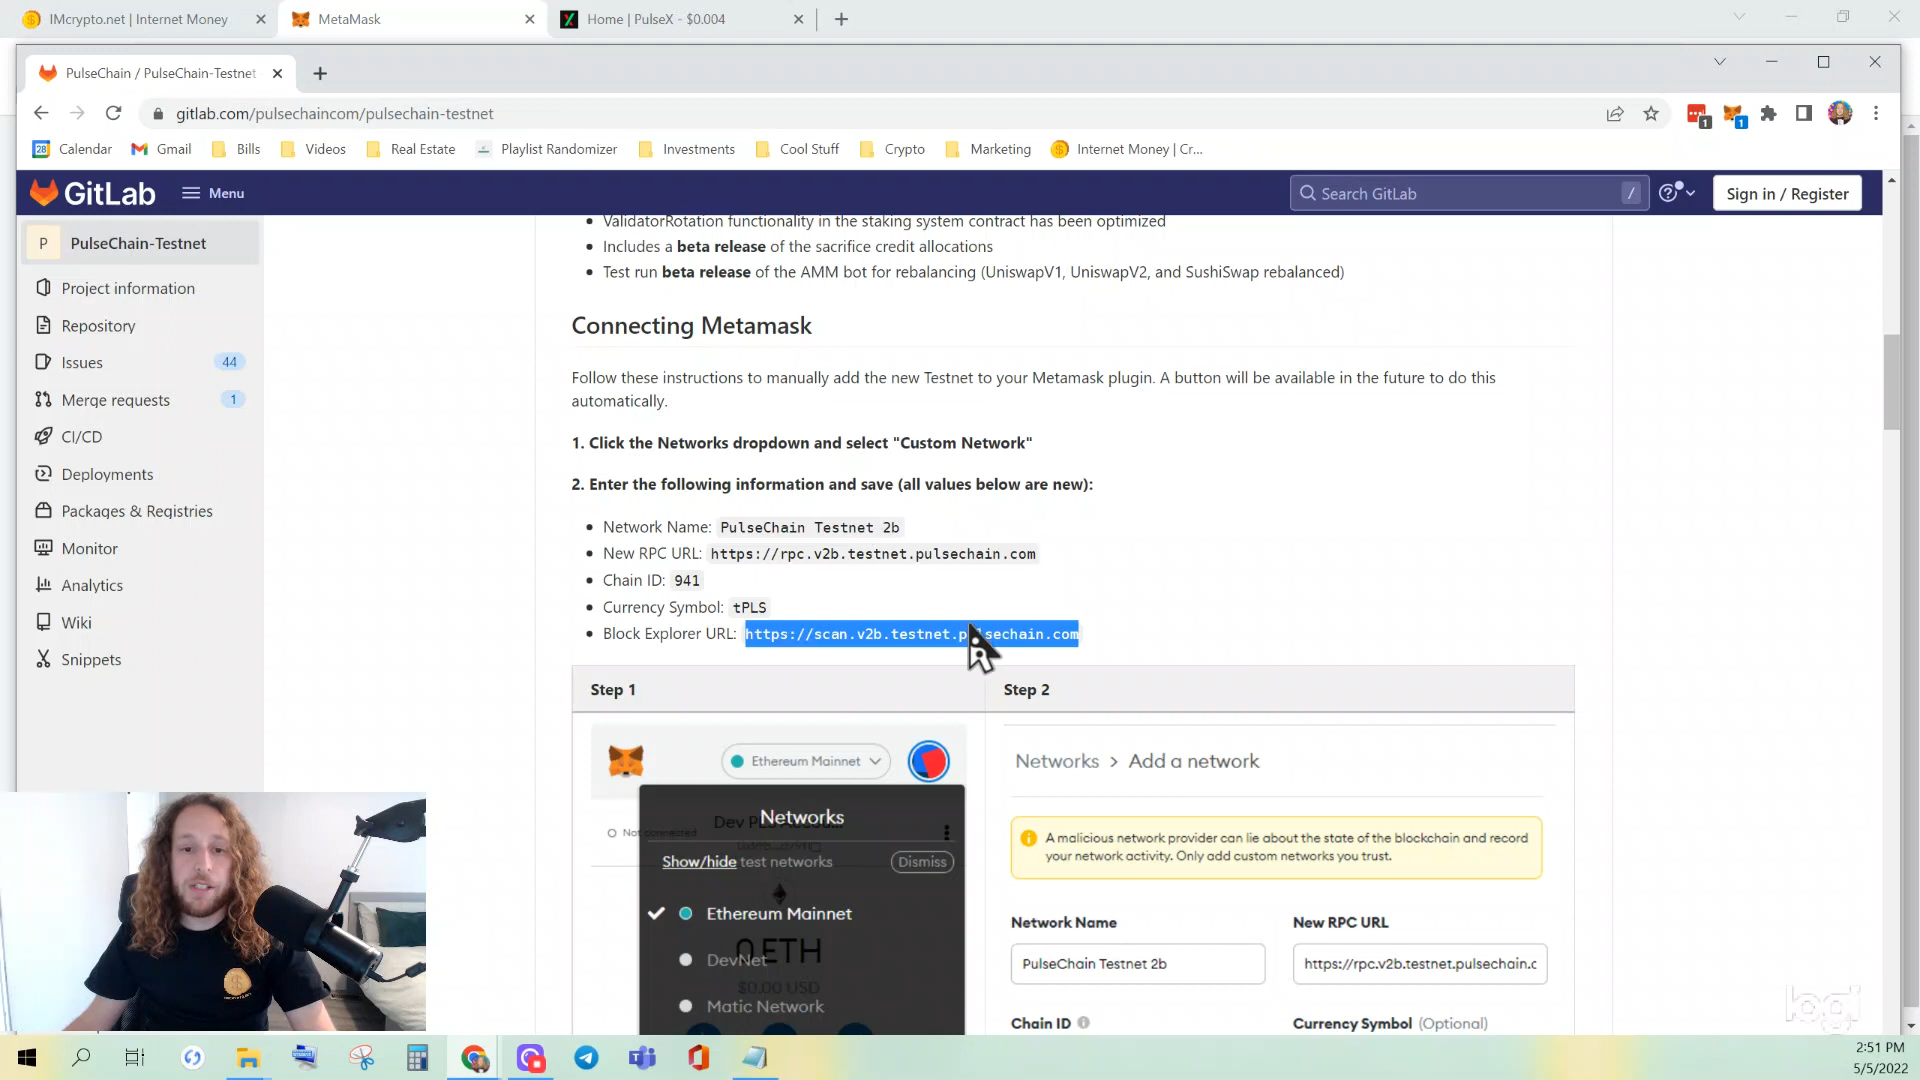 IMcrypto.net | Internet Money
MetaMask
Home | PulseX - $0.004
PulseChain / PulseChain-Testnet
gitlab.com/pulsechaincom/pulsechain-testnet
1
1
28
Calendar
Gmail
Bills
Videos
Real Estate
Playlist Randomizer
Investments
Cool Stuff
Crypto
Marketing
Internet Money | Cr...
GitLab
Menu
Search GitLab
/
Sign in / Register
P
PulseChain-Testnet
Project information
Repository
Issues
44
Merge requests
1
CI/CD
Deployments
Packages & Registries
Monitor
Analytics
Wiki
Snippets
ValidatorRotation functionality in the staking system contract has been optimized
Includes a beta release of the sacrifice credit allocations
Test run beta release of the AMM bot for rebalancing (UniswapV1, UniswapV2, and SushiSwap rebalanced)
Connecting Metamask
Follow these instructions to manually add the new Testnet to your Metamask plugin. A button will be available in the future to do this
automatically.
1. Click the Networks dropdown and select "Custom Network"
2. Enter the following information and save (all values below are new):
Network Name: PulseChain Testnet 2b
New RPC URL: https://rpc.v2b.testnet.pulsechain.com
Chain ID: 941
Currency Symbol: tPLS
Block Explorer URL: https://scan.v2b.testnet.pulsechain.com
Step 1
Step 2
Ethereum Mainnet
Not connected
Networks
Show/hide test networks
Dismiss
Ethereum Mainnet
0 ETH
DevNet
$0.00 USD
Matic Network
Networks > Add a network
A malicious network provider can lie about the state of the blockchain and record
your network activity. Only add custom networks you trust.
Network Name
New RPC URL
PulseChain Testnet 2b
https://rpc.v2b.testnet.pulsechain.c
Chain ID
Currency Symbol (Optional)
logi
2:51 PM
5/5/2022